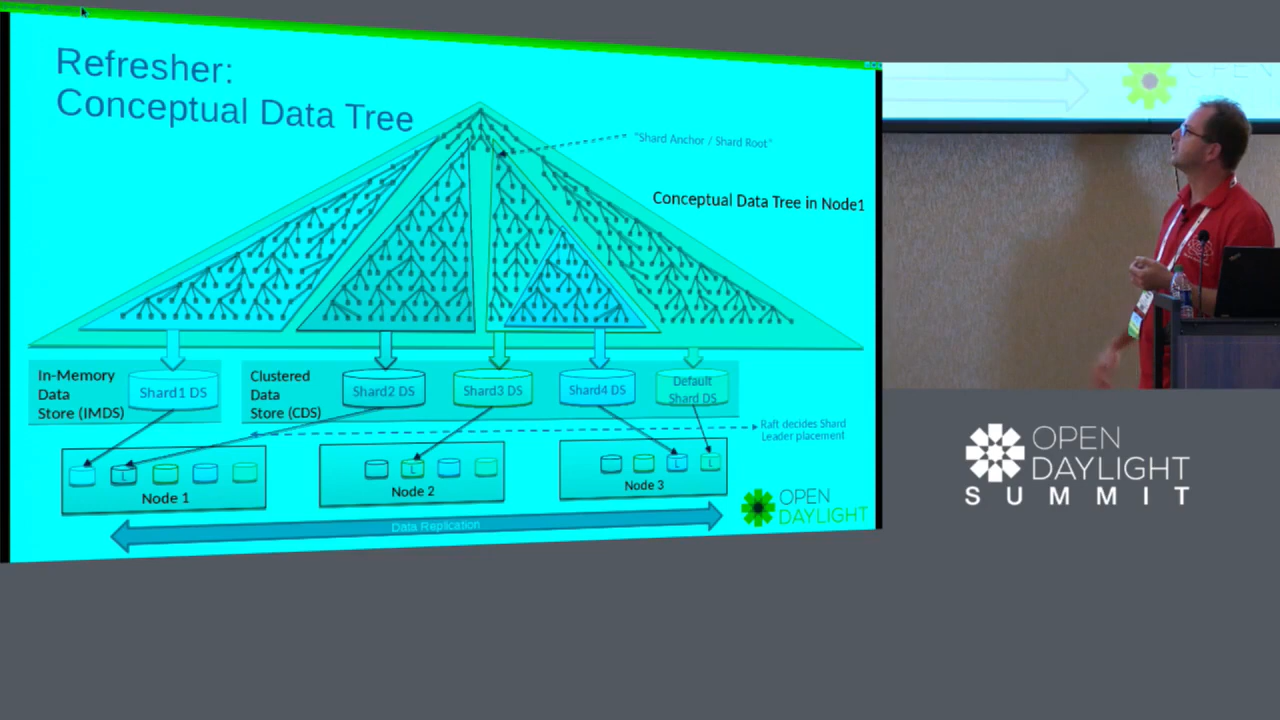 Refresher:
Conceptual Data Tree
"Shard Anchor / Shard Root"
Conceptual Data Tree in Node1
In-Memory
Data
Store (IMDS)
Shard1 DS
Clustered
Data
Store (CDS)
Shard2 DS
Shard3 DS
Shard4 DS
Default
Shard DS
Raft decides Shard
Leader placement
L
Node 1
L
Node 2
L
L
Node 3
Data Replication
OPEN
DAYLIGHT
OPEN
DAYLIGHT
SUMMIT